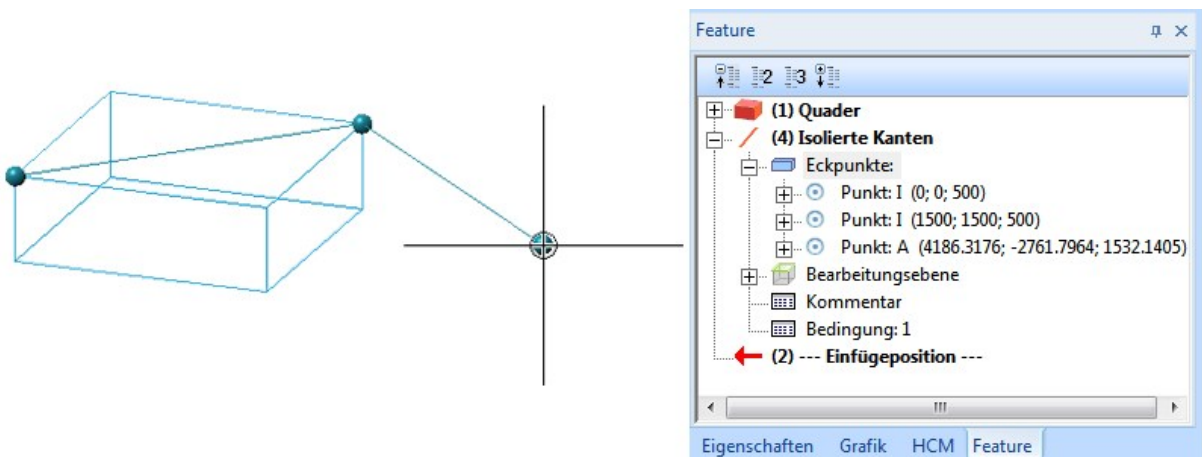 Feature
2 3
(1) Quader
(4) Isolierte Kanten
Eckpunkte:
Punkt: I (0; 0; 500)
Punkt: I (1500; 1500; 500)
Punkt: A (4186.3176; -2761.7964; 1532.1405)
Bearbeitungsebene
Kommentar
Bedingung: 1
(2) --- Einfügeposition ---
Eigenschaften Grafik HCM Feature